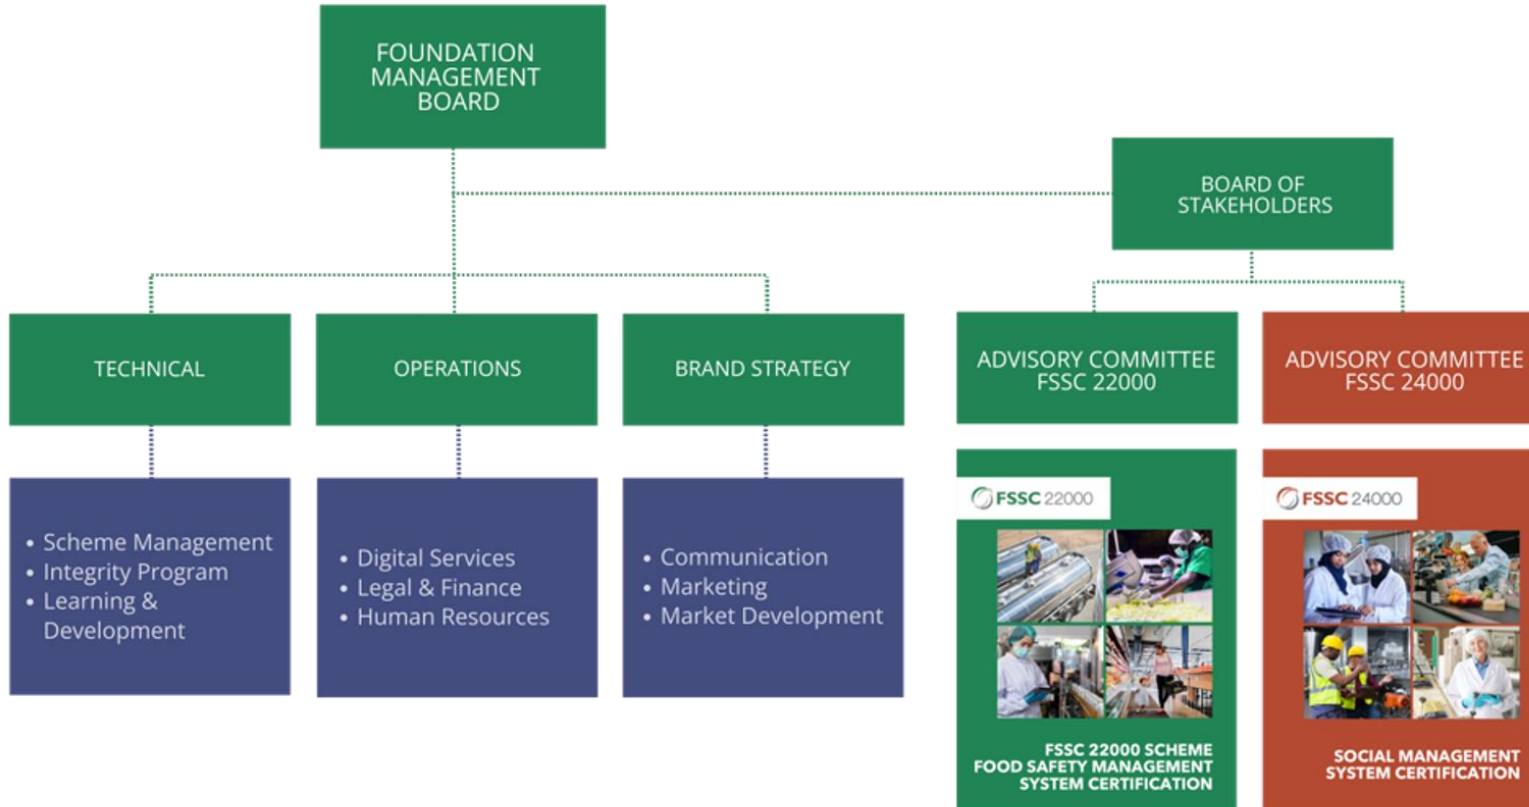 FOUNDATION
MANAGEMENT
BOARD
BOARD OF
STAKEHOLDERS
TECHNICAL
OPERATIONS
BRAND STRATEGY
ADVISORY COMMITTEE
FSSC 22000
ADVISORY COMMITTEE
FSSC 24000
• Scheme Management
• Integrity Program
• Learning &
Development
• Digital Services
• Legal & Finance
• Human Resources
• Communication
• Marketing
• Market Development
FSSC 22000
FSSC 22000 SCHEME
FOOD SAFETY MANAGEMENT
SYSTEM CERTIFICATION
FSSC 24000
SOCIAL MANAGEMENT
SYSTEM CERTIFICATION